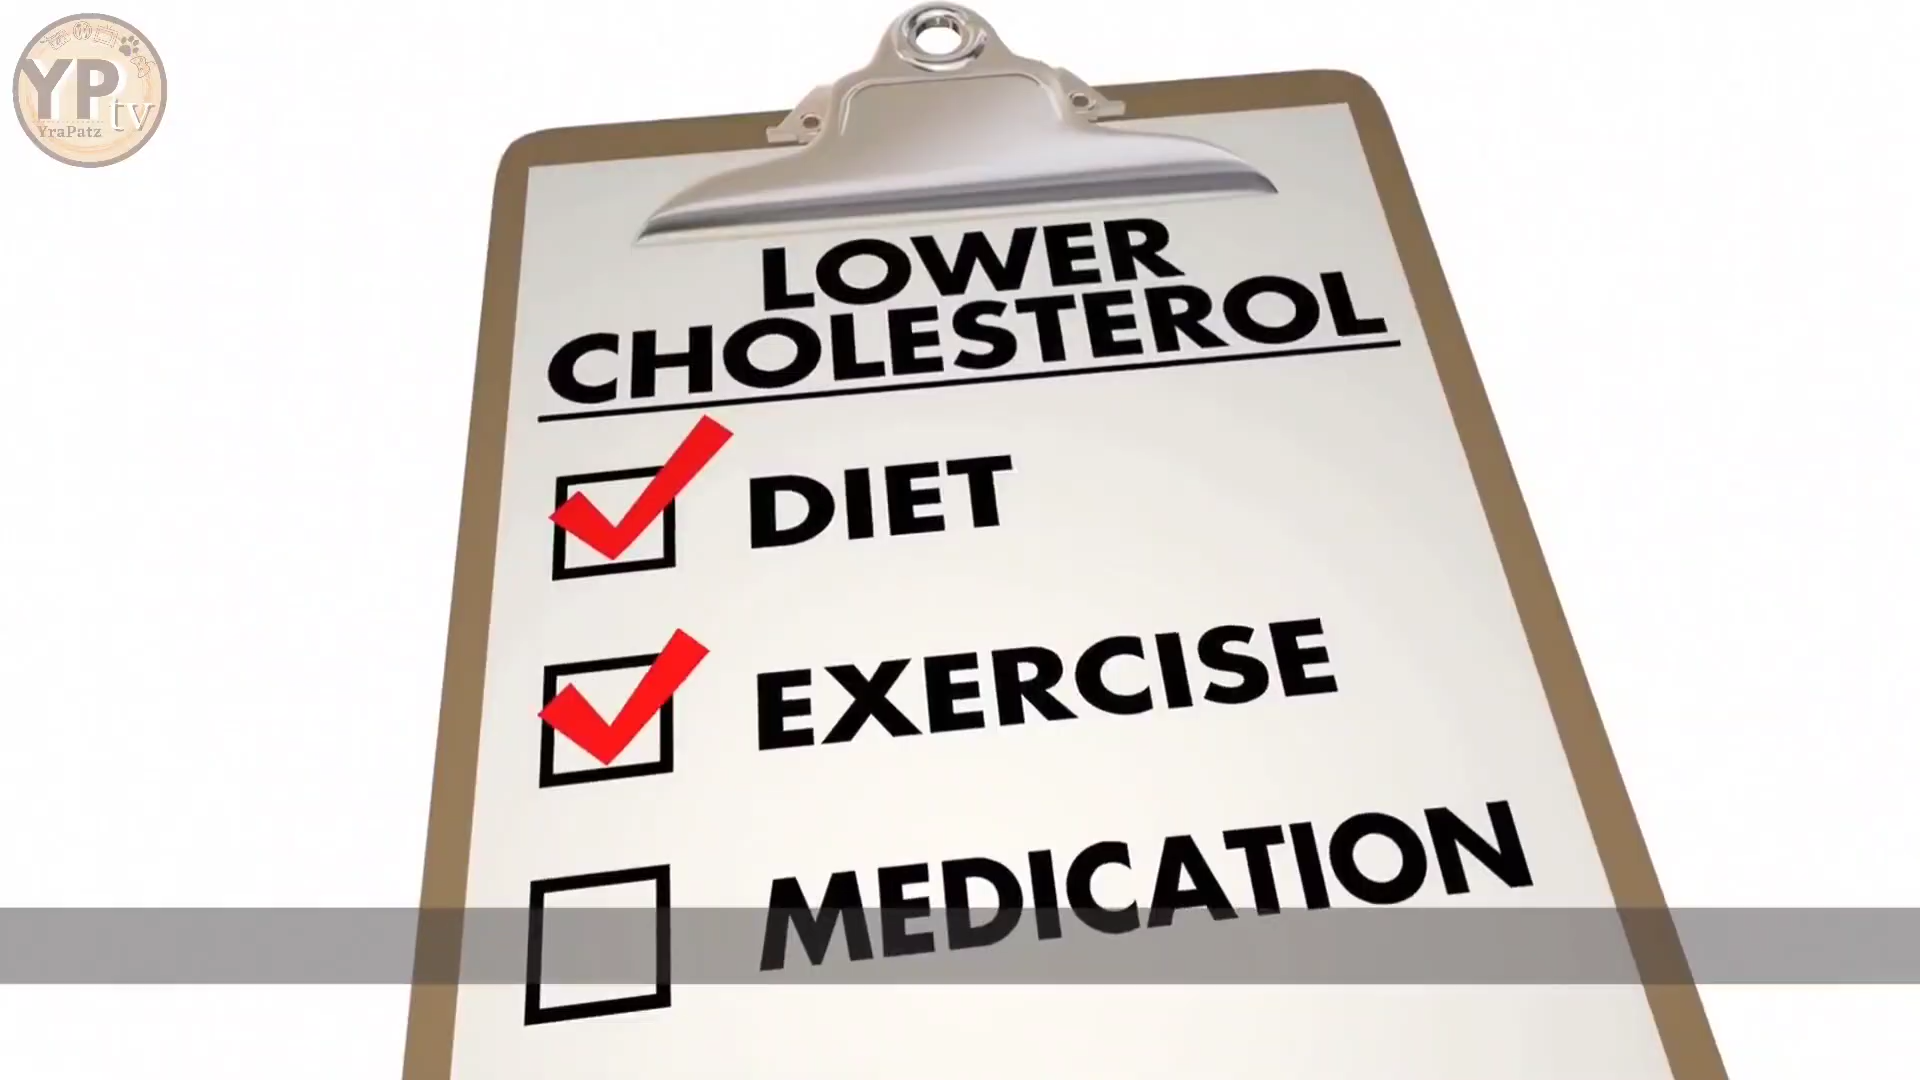 YP
tv
YraPatz
LOWER
CHOLESTEROL
DIET
EXERCISE
MEDICATION